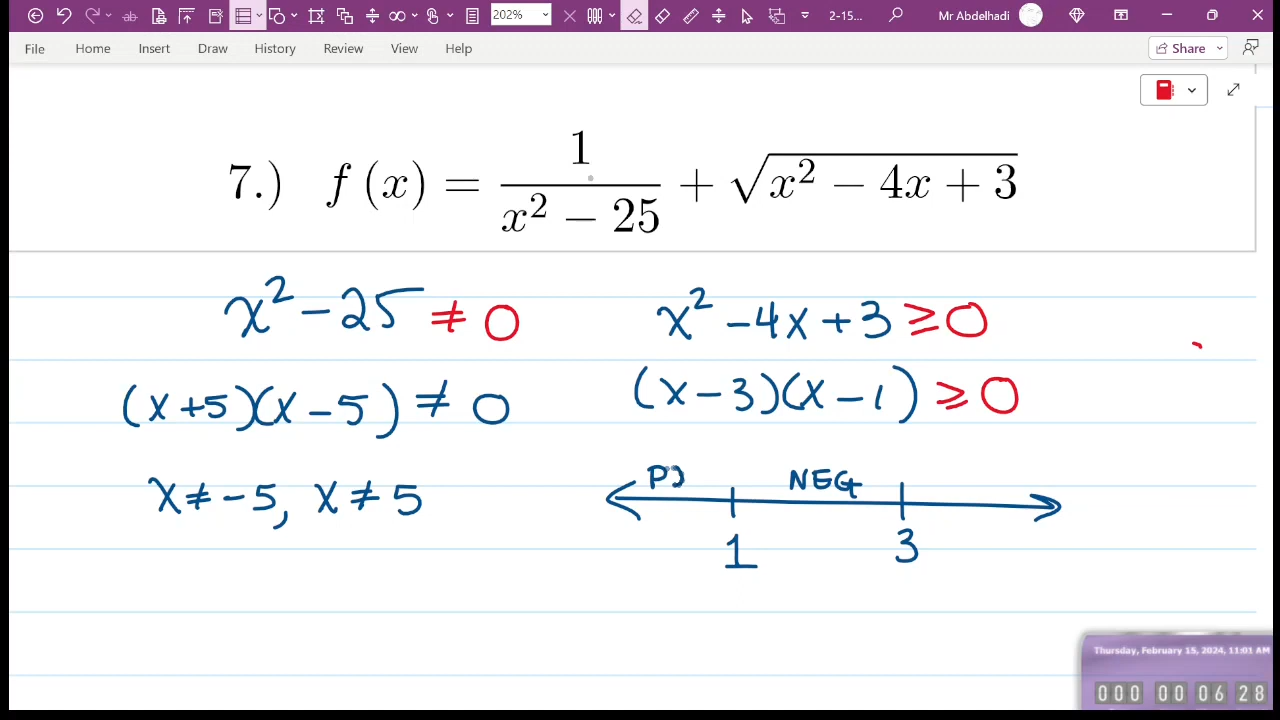 202% 2-15... Mr Abdelhadi
File Home Insert Draw History Review View Help Share
7.) f (x) = 1/(x² − 25) + √(x² − 4x + 3)
x² − 25 ≠ 0 x² − 4x + 3 ≥ 0
(x + 5)(x − 5) ≠ 0 (x − 3)(x − 1) ≥ 0
x ≠ −5, x ≠ 5
NEG
1 3
Thursday, February 15, 2024, 11:01 AM
000 00 06 28